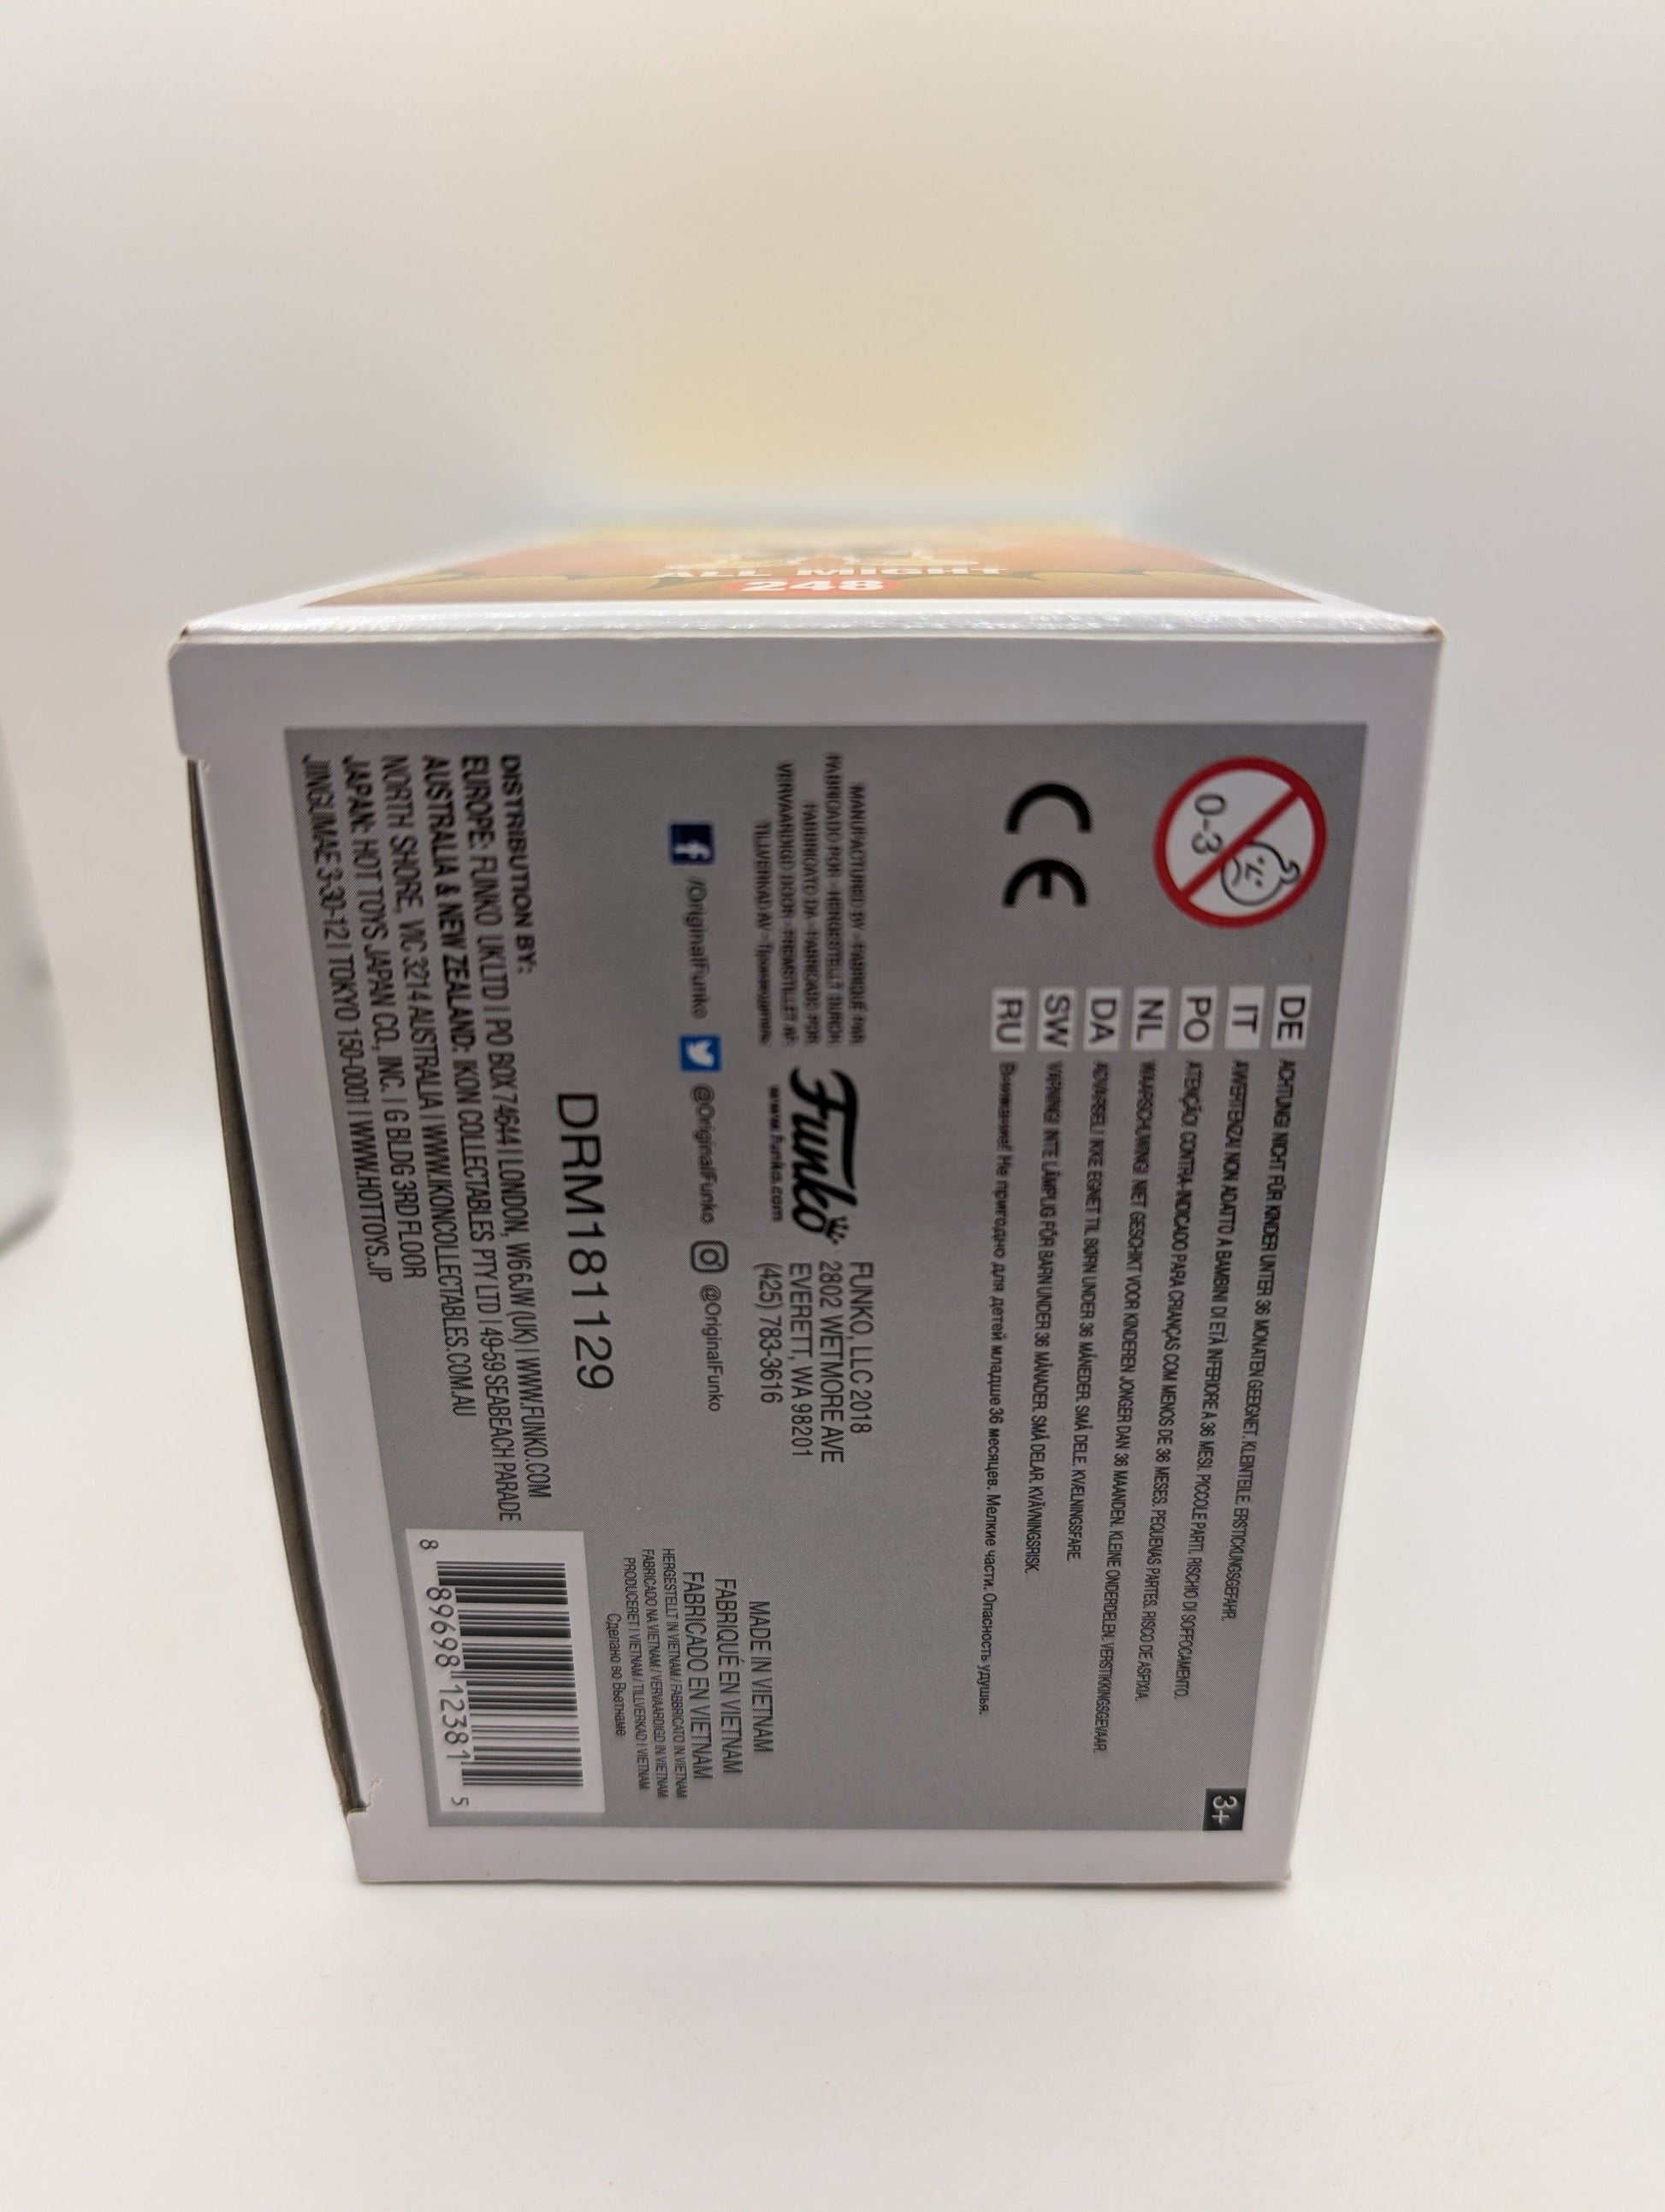 ALL MIGHT
248
0-3
DE ACHTUNG! NICHT FÜR KINDER UNTER 36 MONATEN GEEIGNET. KLEINTEILE. ERSTICKUNGSGEFAHR.
IT AVVERTENZA! NON ADATTO A BAMBINI DI ETÀ INFERIORE A 36 MESI. PICCOLE PARTI. RISCHIO DI SOFFOCAMENTO.
PO ATENÇÃO! CONTRA-INDICADO PARA CRIANÇAS COM MENOS DE 36 MESES. PEQUENAS PARTES. RISCO DE ASFIXIA.
NL WAARSCHUWING! NIET GESCHIKT VOOR KINDEREN JONGER DAN 36 MAANDEN. KLEINE ONDERDELEN. VERSTIKKINGSGEVAAR.
DA ADVARSEL! IKKE EGNET TIL BØRN UNDER 36 MÅNEDER. SMÅ DELE. KVÆLNINGSFARE.
SW VARNING! INTE LÄMPLIG FÖR BARN UNDER 36 MÅNADER. SMÅ DELAR. KVÄVNINGSRISK.
RU Внимание! Не пригодно для детей младше 36 месяцев. Мелкие части. Опасность удушья.
3+
CE
MANUFACTURED BY · FABRIQUÉ PAR
FABRICADO POR · HERGESTELLT DURCH
FABBRICATO DA · FABRICADO POR
VERVAARDIGD DOOR · FREMSTILLET AF
TILLVERKAD AV · Производитель
Funko
www.funko.com
FUNKO, LLC 2018
2802 WETMORE AVE
EVERETT, WA 98201
(425) 783-3616
f /OriginalFunko @OriginalFunko @OriginalFunko
MADE IN VIETNAM
FABRIQUÉ EN VIETNAM
FABRICADO EN VIETNAM
HERGESTELLT IN VIETNAM / FABBRICATO IN VIETNAM
FABRICADO NA VIETNAM / VERVAARDIGD IN VIETNAM
PRODUCERET I VIETNAM / TILLVERKAD I VIETNAM
Сделано во Вьетнаме
DRM181129
DISTRIBUTION BY:
EUROPE: FUNKO UK LTD | PO BOX 74644 | LONDON, W6 6JW (UK) | WWW.FUNKO.COM
AUSTRALIA & NEW ZEALAND: IKON COLLECTABLES PTY LTD | 49-59 SEABEACH PARADE
NORTH SHORE, VIC 3214 AUSTRALIA | WWW.IKONCOLLECTABLES.COM.AU
JAPAN: HOT TOYS JAPAN CO., INC. | G BLDG 3RD FLOOR
JINGUMAE 3-30-12 | TOKYO 150-0001 | WWW.HOTTOYS.JP
8 89698 12381 5